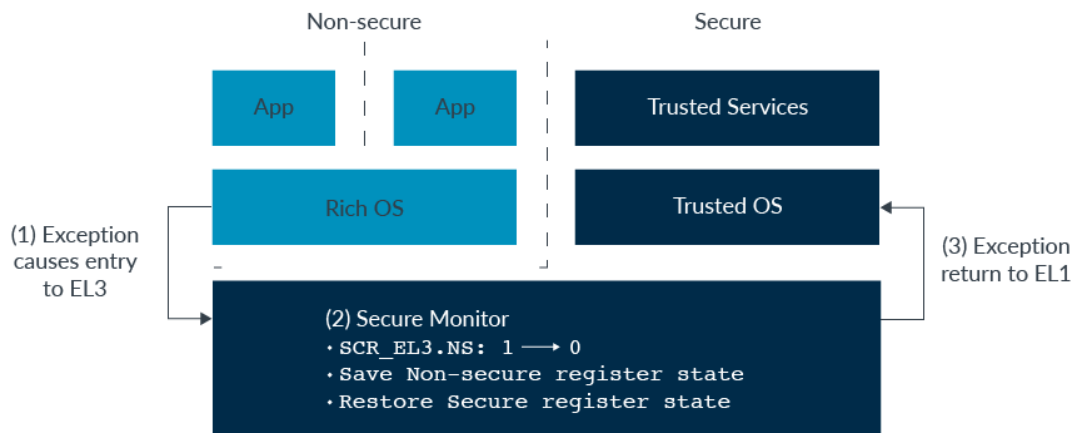 Non-secure
Secure
App
App
Trusted Services
Rich OS
Trusted OS
(1) Exception
causes entry
to EL3
(3) Exception
return to EL1
(2) Secure Monitor
· SCR_EL3.NS: 1 ⟶ 0
· Save Non-secure register state
· Restore Secure register state